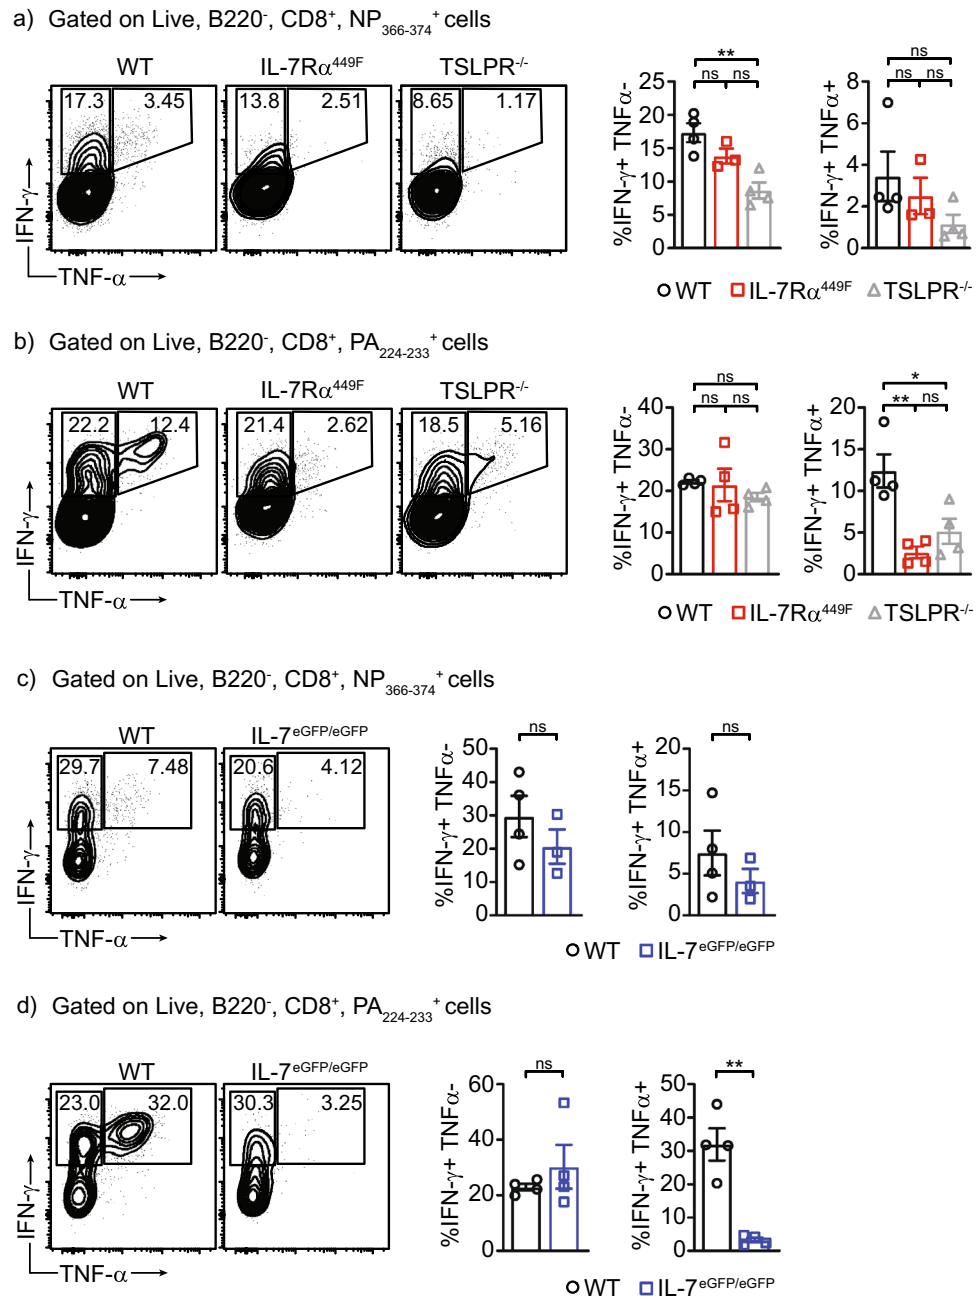 a) Gated on Live, B220⁻, CD8⁺, NP₃₆₆₋₃₇₄⁺ cells
WT IL-7Rα⁴⁴⁹F TSLPR⁻/⁻
17.3 3.45 13.8 2.51 8.65 1.17
IFN-γ
TNF-α
%IFN-γ+ TNFα-
25
20
15
10
5
0
** ns ns
%IFN-γ+ TNFα+
8
6
4
2
0
ns ns ns
WT IL-7Rα⁴⁴⁹F TSLPR⁻/⁻
b) Gated on Live, B220⁻, CD8⁺, PA₂₂₄₋₂₃₃⁺ cells
WT IL-7Rα⁴⁴⁹F TSLPR⁻/⁻
22.2 12.4 21.4 2.62 18.5 5.16
IFN-γ
TNF-α
%IFN-γ+ TNFα-
40
30
20
10
0
ns ns ns
%IFN-γ+ TNFα+
20
15
10
5
0
* ** ns
WT IL-7Rα⁴⁴⁹F TSLPR⁻/⁻
c) Gated on Live, B220⁻, CD8⁺, NP₃₆₆₋₃₇₄⁺ cells
WT IL-7eGFP/eGFP
29.7 7.48 20.6 4.12
IFN-γ
TNF-α
%IFN-γ+ TNFα-
50
40
30
20
10
0
ns
%IFN-γ+ TNFα+
20
15
10
5
0
ns
WT IL-7eGFP/eGFP
d) Gated on Live, B220⁻, CD8⁺, PA₂₂₄₋₂₃₃⁺ cells
WT IL-7eGFP/eGFP
23.0 32.0 30.3 3.25
IFN-γ
TNF-α
%IFN-γ+ TNFα-
60
40
20
0
ns
%IFN-γ+ TNFα+
50
40
30
20
10
0
**
WT IL-7eGFP/eGFP